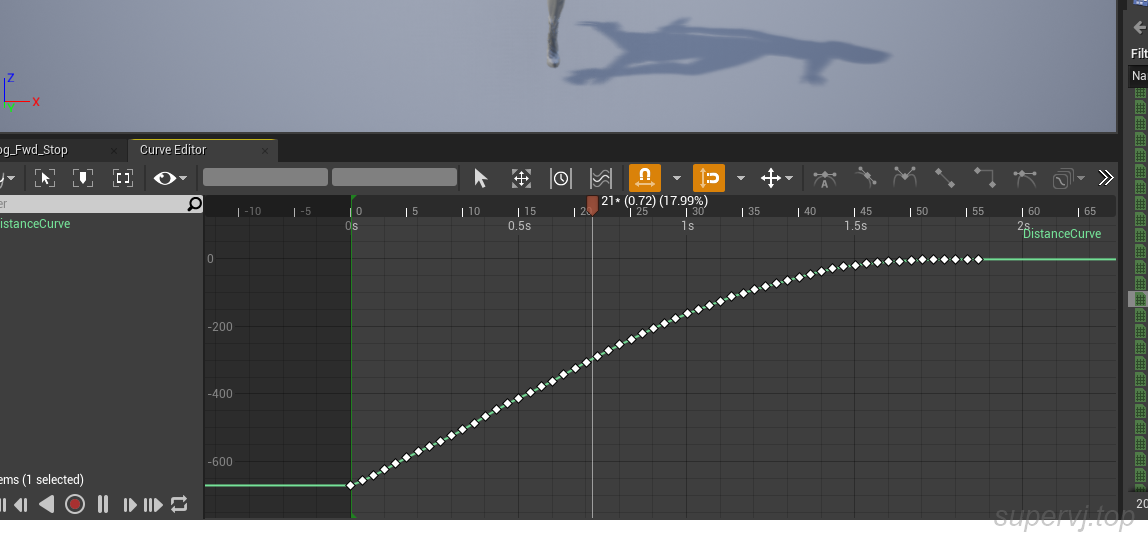 Z
X
Y
Filt
Na
og_Fwd_Stop
Curve Editor
er
-10 -5 0 5 10 15 20 25 30 35 40 45 50 55 60 65
21* (0.72) (17.99%)
istanceCurve
0s 0.5s 1s 1.5s 2s
DistanceCurve
0
-200
-400
-600
ems (1 selected)
20
supervj.top